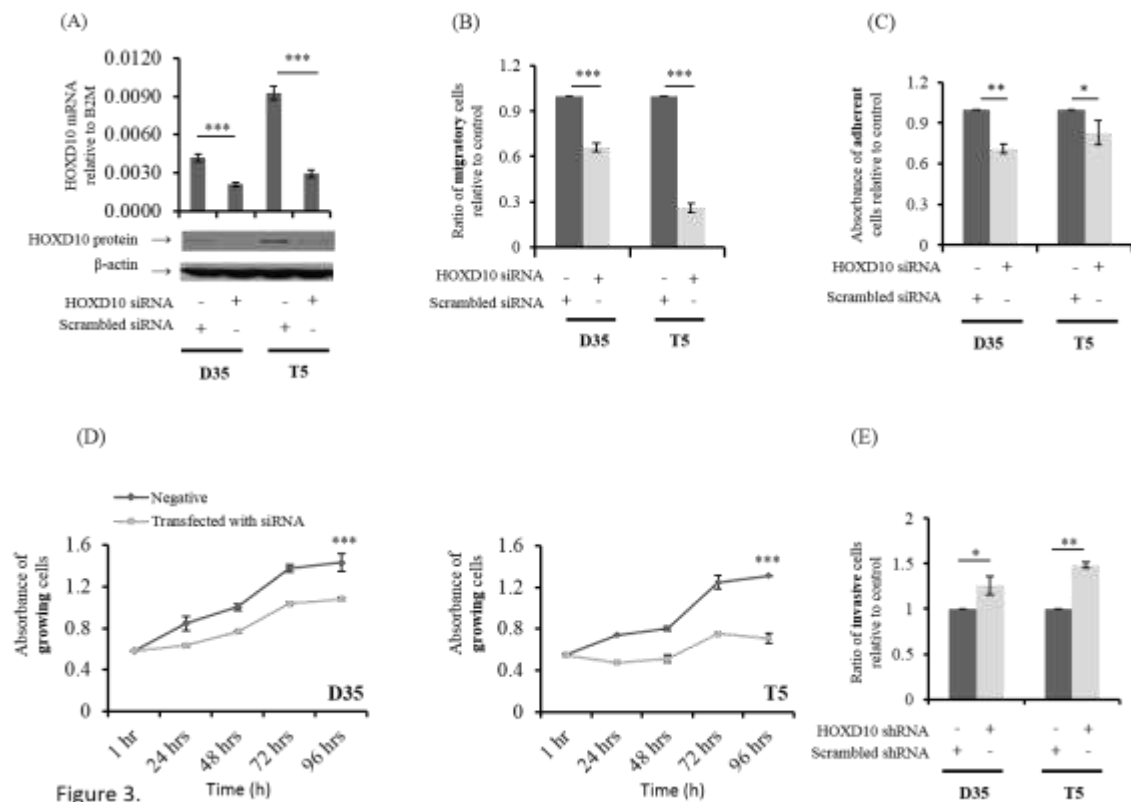 (A)
***
***
0.0120
0.0090
0.0060
0.0030
0.0000
HOXD10 mRNA
relative to B2M
HOXD10 protein →
β-actin →
HOXD10 siRNA - + - +
Scrambled siRNA + - + -
D35 T5
(B)
*** ***
1.2
0.9
0.6
0.3
0
Ratio of migratory cells
relative to control
HOXD10 siRNA - + - +
Scrambled siRNA + - + -
D35 T5
(C)
** *
1.2
0.9
0.6
0.3
0
Absorbance of adherent
cells relative to control
HOXD10 siRNA - + - +
Scrambled siRNA + - + -
D35 T5
(D)
Negative
Transfected with siRNA
***
1.6
1.2
0.8
0.4
0
Absorbance of
growing cells
D35
1 hr 24 hrs 48 hrs 72 hrs 96 hrs
Time (h)
***
1.6
1.2
0.8
0.4
0
Absorbance of
growing cells
T5
1 hr 24 hrs 48 hrs 72 hrs 96 hrs
Time (h)
(E)
* **
2
1.5
1
0.5
0
Ratio of invasive cells
relative to control
HOXD10 shRNA - + - +
Scrambled shRNA + - + -
D35 T5
Figure 3.